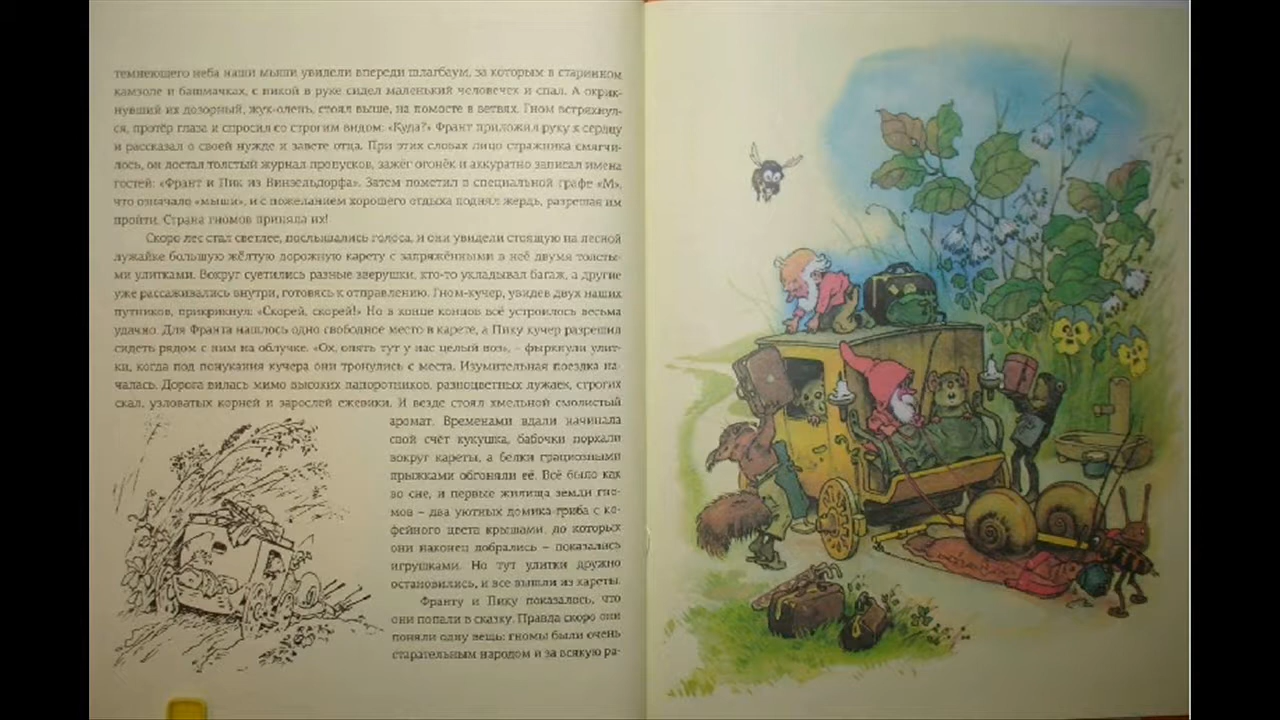 темнеющего неба наши мыши увидели впереди шлагбаум, за которым в старинном
камзоле и башмачках, с пикой в руке сидел маленький человечек и спал. А окрик-
нувший их дозорный, жук-олень, стоял выше, на помосте в ветвях. Гном встряхнул-
ся, протёр глаза и спросил со строгим видом: «Куда?» Франт приложил руку к сердцу
и рассказал о своей нужде и завете отца. При этих словах лицо стражника смягчи-
лось, он достал толстый журнал пропусков, зажёг огонёк и аккуратно записал имена
гостей: «Франт и Пик из Винзельдорфа». Затем пометил в специальной графе «М»,
что означало «мыши», и с пожеланием хорошего отдыха поднял жердь, разрешая им
пройти. Страна гномов приняла их!
Скоро лес стал светлее, послышались голоса, и они увидели стоящую на лесной
лужайке большую жёлтую дорожную карету с запряжёнными в неё двумя толсты-
ми улитками. Вокруг суетились разные зверушки, кто-то укладывал багаж, а другие
уже рассаживались внутри, готовясь к отправлению. Гном-кучер, увидев двух наших
путников, прикрикнул: «Скорей, скорей!» Но в конце концов всё устроилось весьма
удачно. Для Франта нашлось одно свободное место в карете, а Пику кучер разрешил
сидеть рядом с ним на облучке. «Ох, опять тут у нас целый воз», – фыркнули улит-
ки, когда под понукания кучера они тронулись с места. Изумительная поездка на-
чалась. Дорога вилась мимо высоких папоротников, разноцветных лужаек, строгих
скал, узловатых корней и зарослей ежевики. И везде стоял хмельной смолистый
аромат. Временами вдали начинала
свой счёт кукушка, бабочки порхали
вокруг кареты, а белки грациозными
прыжками обгоняли её. Всё было как
во сне, и первые жилища земли гно-
мов – два уютных домика-гриба с ко-
фейного цвета крышами, до которых
они наконец добрались – показались
игрушками. Но тут улитки дружно
остановились, и все вышли из кареты.
Франту и Пику показалось, что
они попали в сказку. Правда скоро они
поняли одну вещь: гномы были очень
старательным народом и за всякую ра-